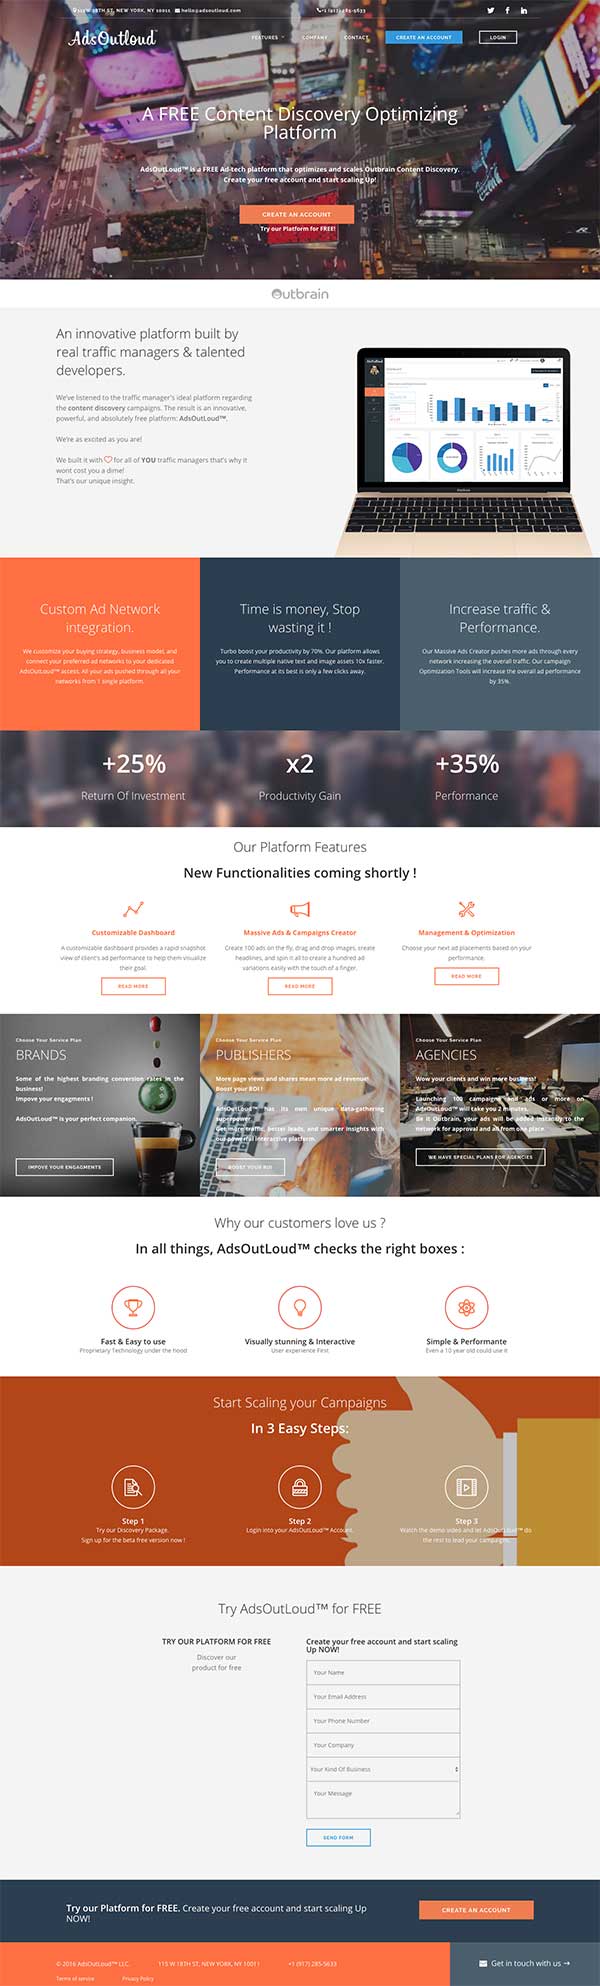 115 W 18TH ST, NEW YORK, NY 10011 hello@adsoutloud.com +1 (917) 285-5633
AdsOutloud
FEATURES COMPANY CONTACT CREATE AN ACCOUNT LOGIN
A FREE Content Discovery Optimizing
Platform
AdsOutLoud™ is a FREE Ad-tech platform that optimizes and scales Outbrain Content Discovery.
Create your free account and start scaling Up!
CREATE AN ACCOUNT
Try our Platform for FREE!
Outbrain
An innovative platform built by
real traffic managers & talented
developers.
We've listened to the traffic manager's ideal platform regarding
the content discovery campaigns. The result is an innovative,
powerful, and absolutely free platform: AdsOutLoud™.
We're as excited as you are!
We built it with for all of YOU traffic managers that's why it
wont cost you a dime!
That's our unique insight.
Custom Ad Network
integration.
We customize your buying strategy, business model, and
connect your preferred ad networks to your dedicated
AdsOutLoud™ access. All your ads pushed through all your
networks from 1 single platform.
Time is money, Stop
wasting it !
Turbo boost your productivity by 70%. Our platform allows
you to create multiple native text and image assets 10x faster.
Performance at its best is only a few clicks away.
Increase traffic &
Performance.
Our Massive Ads Creator pushes more ads through every
network increasing the overall traffic. Our campaign
Optimization Tools will increase the overall ad performance
by 35%.
+25%
Return Of Investment
x2
Productivity Gain
+35%
Performance
Our Platform Features
New Functionalities coming shortly !
Customizable Dashboard
A customizable dashboard provides a rapid snapshot
view of client's ad performance to help them visualize
their goal.
READ MORE
Massive Ads & Campaigns Creator
Create 100 ads on the fly, drag and drop images, create
headlines, and spin it all to create a hundred ad
variations easily with the touch of a finger.
READ MORE
Management & Optimization
Choose your next ad placements based on your
performance.
READ MORE
Choose Your Service Plan
BRANDS
Some of the highest branding conversion rates in the
business!
Impove your engagments !
AdsOutLoud™ is your perfect companion.
IMPOVE YOUR ENGAGMENTS
Choose Your Service Plan
PUBLISHERS
More page views and shares mean more ad revenue!
Boost your ROI !
AdsOutLoud™ has its own unique data-gathering
superpower.
Get more traffic, better leads, and smarter insights with
our powerful interactive platform.
BOOST YOUR ROI
Choose Your Service Plan
AGENCIES
Wow your clients and win more business!
Launching 100 campaigns and ads or more on
AdsOutLoud™ will take you 2 minutes.
Be it Outbrain, your ads will be added instantly to the
network for approval and all from one place.
WE HAVE SPECIAL PLANS FOR AGENCIES
Why our customers love us ?
In all things, AdsOutLoud™ checks the right boxes :
Fast & Easy to use
Proprietary Technology under the hood
Visually stunning & Interactive
User experience First
Simple & Performante
Even a 10 year old could use it
Start Scaling your Campaigns
In 3 Easy Steps:
Step 1
Try our Discovery Package.
Sign up for the beta free version now !
Step 2
Login into your AdsOutLoud™ Account.
Step 3
Watch the demo video and let AdsOutLoud™ do
the rest to lead your campaigns.
Try AdsOutLoud™ for FREE
TRY OUR PLATFORM FOR FREE
Discover our
product for free
Create your free account and start scaling
Up NOW!
Your Name
Your Email Address
Your Phone Number
Your Company
Your Kind Of Business
Your Message
SEND FORM
Try our Platform for FREE. Create your free account and start scaling Up
NOW!
CREATE AN ACCOUNT
© 2016 AdsOutLoud™ LLC. 115 W 18TH ST, NEW YORK, NY 10011 +1 (917) 285-5633
Terms of service Privacy Policy
Get in touch with us →